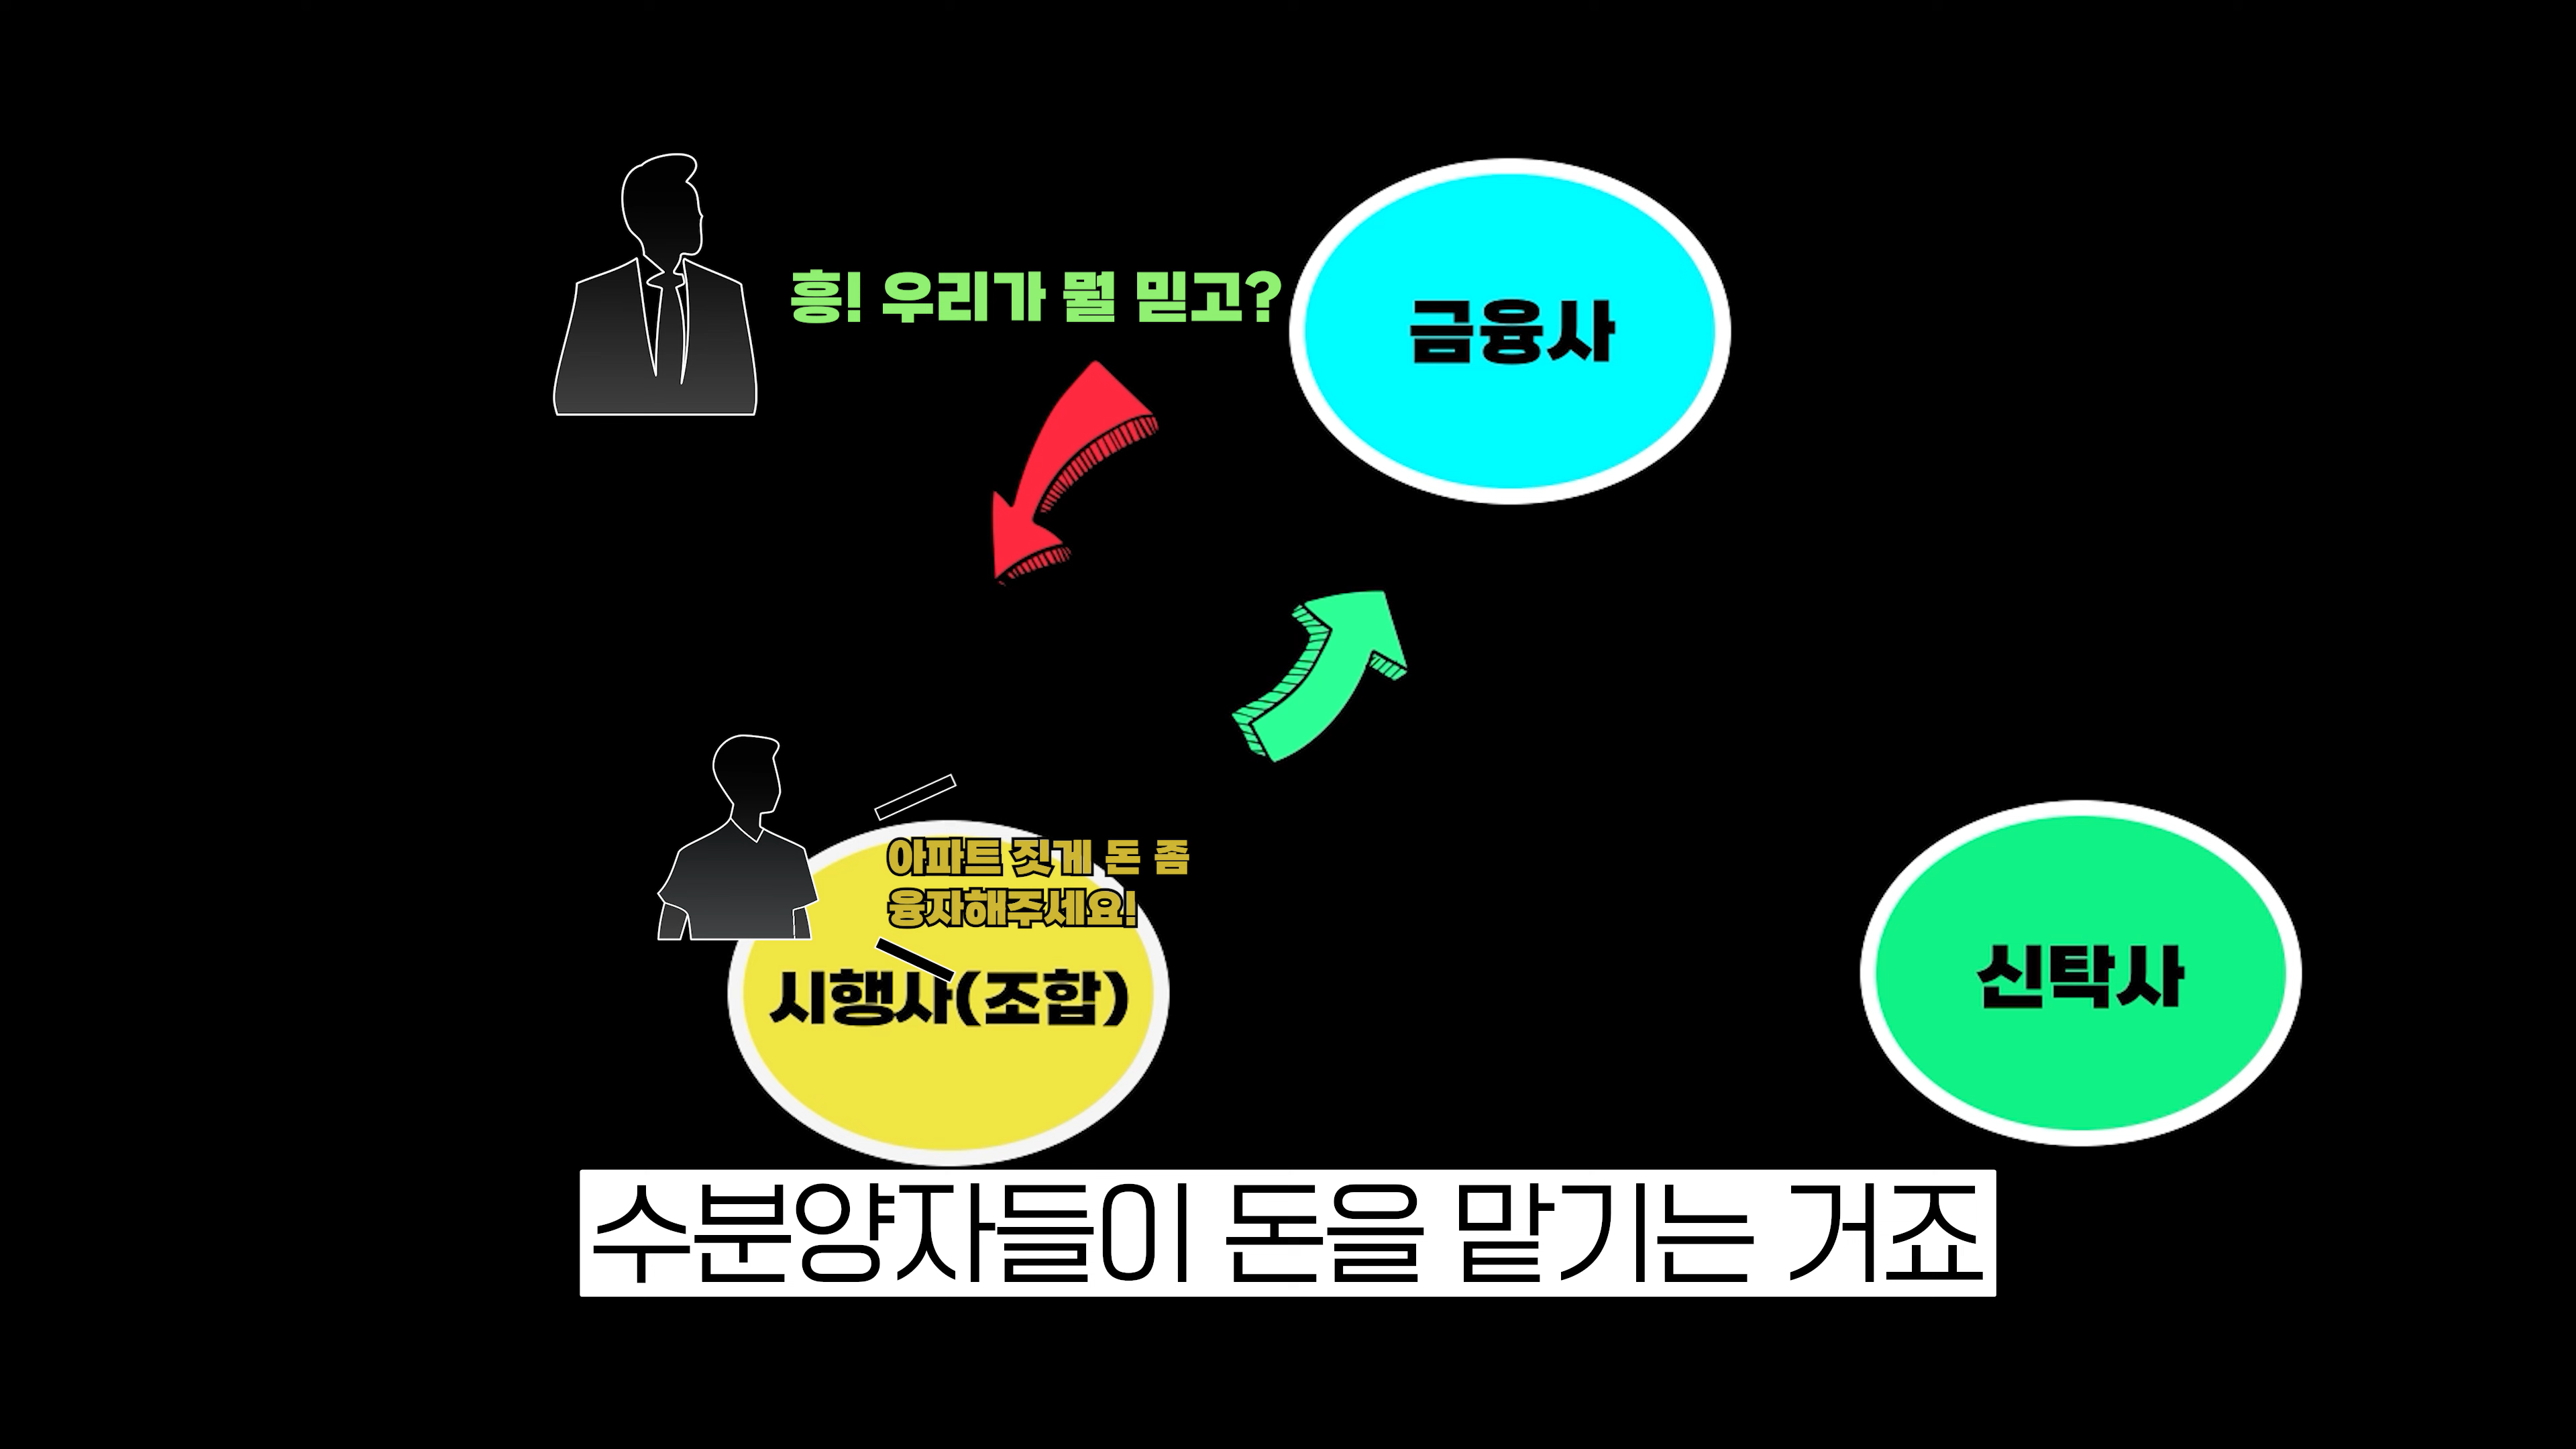 흥! 우리가 뭘 믿고?
금융사
아파트 짓게 돈 좀
융자해주세요!
시행사(조합)
신탁사
수분양자들이 돈을 맡기는 거죠